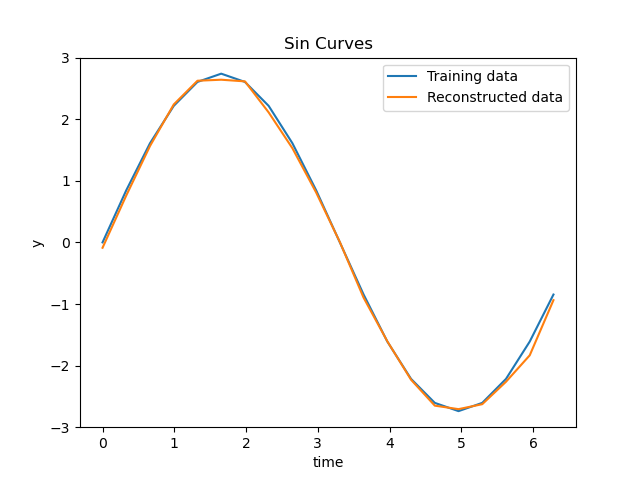 Sin Curves
Training data
Reconstructed data
3
2
1
0
−1
−2
−3
y
0
1
2
3
4
5
6
time